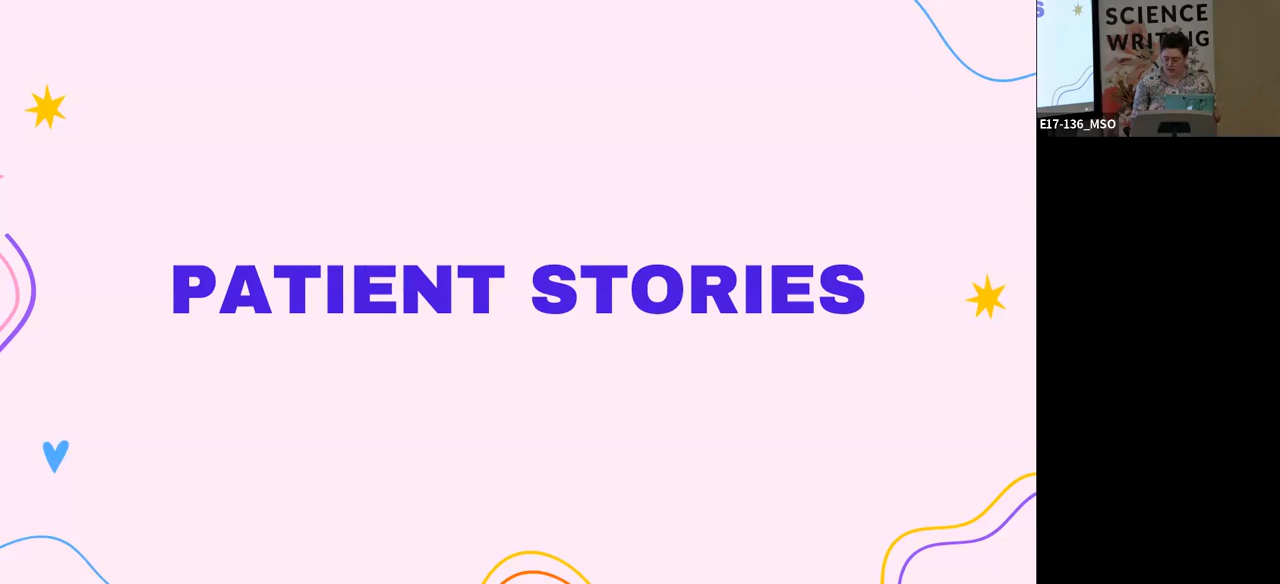 PATIENT STORIES
S
SCIENCE
WRITING
E17-136_MSO